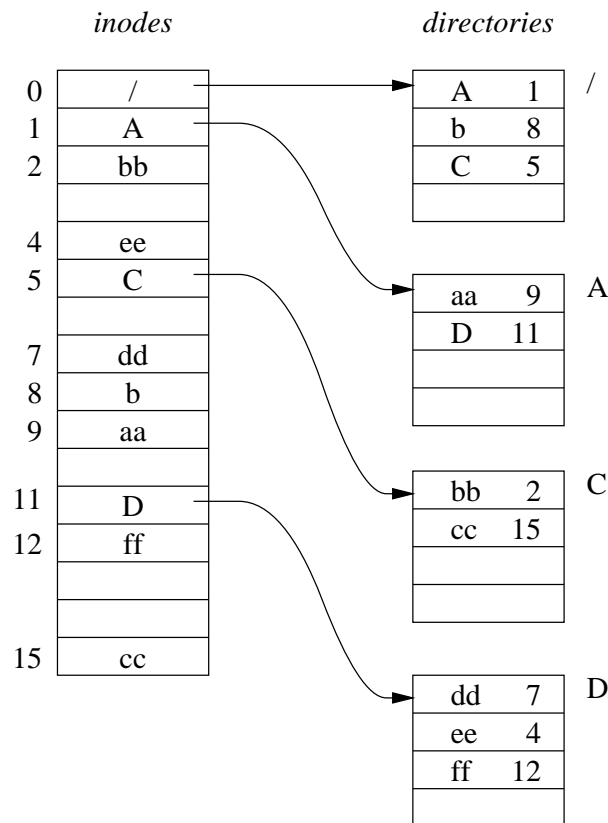 inodes
directories
0 /
1 A
2 bb
4 ee
5 C
7 dd
8 b
9 aa
11 D
12 ff
15 cc
A 1 /
b 8
C 5
aa 9 A
D 11
bb 2 C
cc 15
dd 7 D
ee 4
ff 12